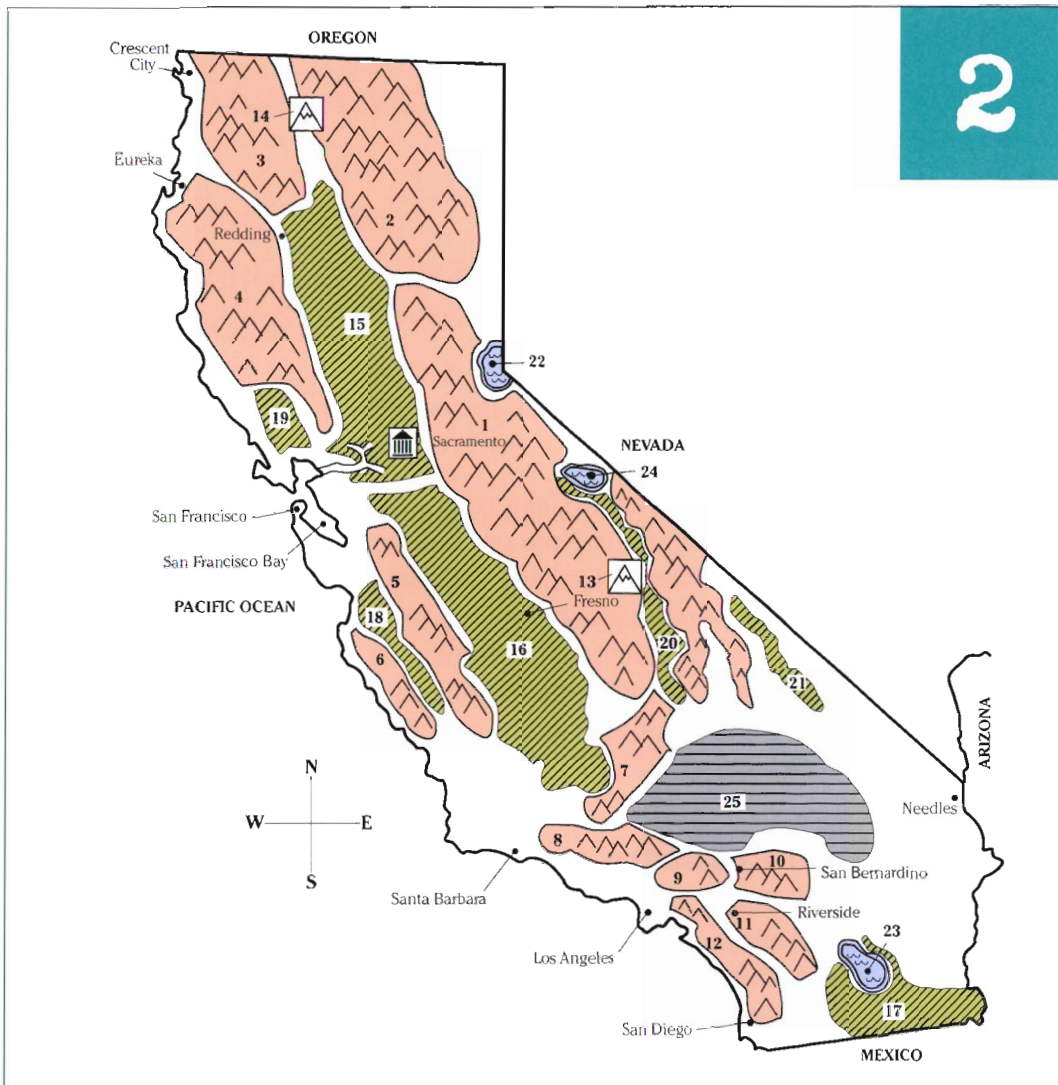 2
OREGON
Crescent
City
14
3
Eureka
2
Redding
4
15
22
19
1
Sacramento
NEVADA
24
San Francisco
San Francisco Bay
5
13
Fresno
PACIFIC OCEAN
18
16
20
6
21
ARIZONA
7
N
W E
S
25
Needles
8
10
9
San Bernardino
Santa Barbara
11
Riverside
12
Los Angeles
23
17
San Diego
MEXICO